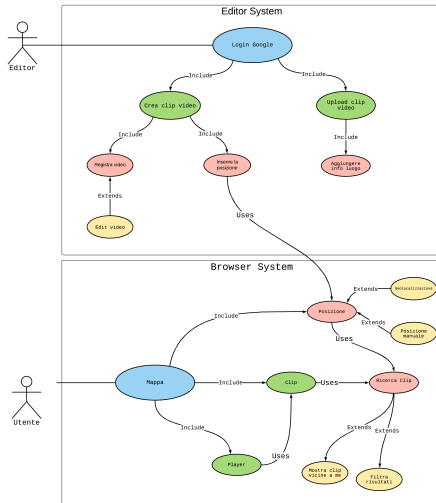 Editor System
Login Google
Editor
Include
Include
Crea clip video
Upload clip
video
Include
Include
Include
Registra video
Inserire la
posizione
Aggiungere
info luogo
Extends
Uses
Edit video
Browser System
Extends
Geolocalizzazione
Posizione
Include
Extends
Posizione
manuale
Uses
Mappa
Include
Clip
Uses
Ricerca Clip
Utente
Include
Extends
Extends
Uses
Player
Mostra clip
vicine a me
Filtra
risultati